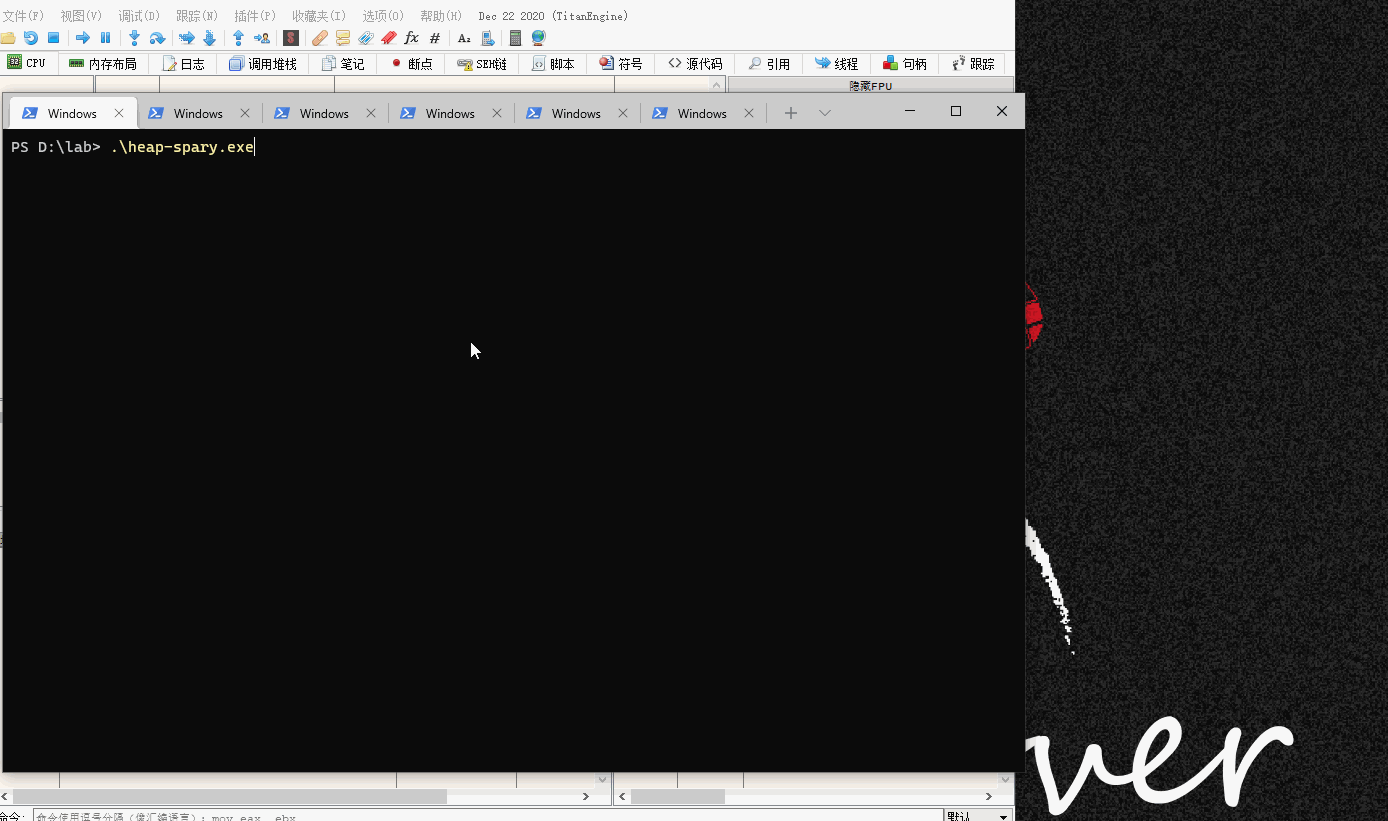 文件(F) 视图(V) 调试(D) 跟踪(N) 插件(P) 收藏夹(I) 选项(O) 帮助(H) Dec 22 2020 (TitanEngine)
CPU 内存布局 日志 调用堆栈 笔记 断点 SEH链 脚本 符号 源代码 引用 线程 句柄 跟踪
隐藏FPU
Windows Windows Windows Windows Windows Windows
PS D:\lab> .\heap-spary.exe
ver
命令: 命令使用逗号分隔（像汇编语言）: mov eax, ebx 默认